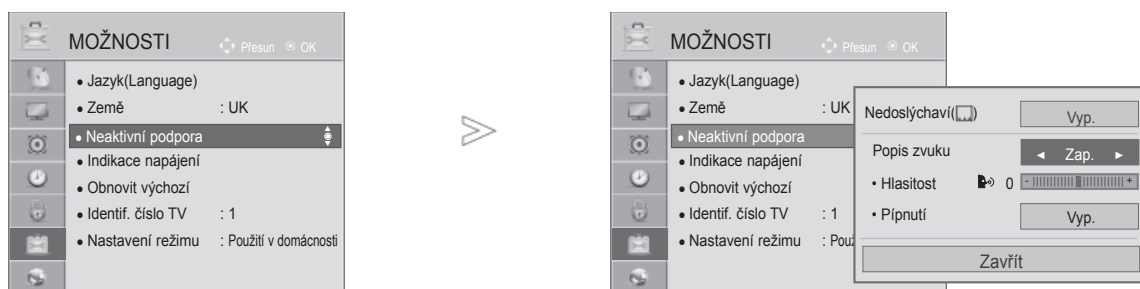 MOŽNOSTI Přesun OK
• Jazyk(Language)
• Země : UK
• Neaktivní podpora
• Indikace napájení
• Obnovit výchozí
• Identif. číslo TV : 1
• Nastavení režimu : Použití v domácnosti
MOŽNOSTI Přesun OK
• Jazyk(Language)
• Země : UK
• Neaktivní podpora
• Indikace napájení
• Obnovit výchozí
• Identif. číslo TV : 1
• Nastavení režimu : Použ
Nedoslýchaví( ) Vyp.
Popis zvuku ◄ Zap. ►
• Hlasitost 0 - +
• Pípnutí Vyp.
Zavřít